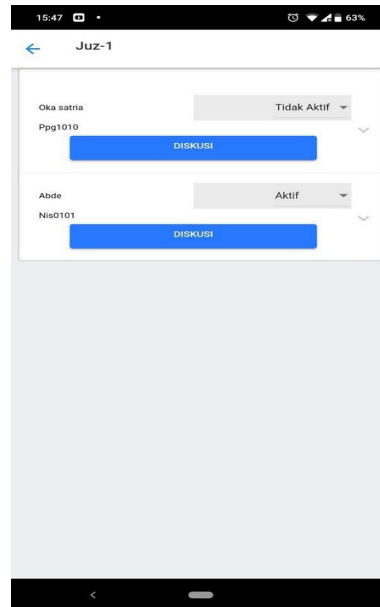 15:47 63%
Juz-1
Oka satria Tidak Aktif
Ppg1010
DISKUSI
Abde Aktif
Nis0101
DISKUSI